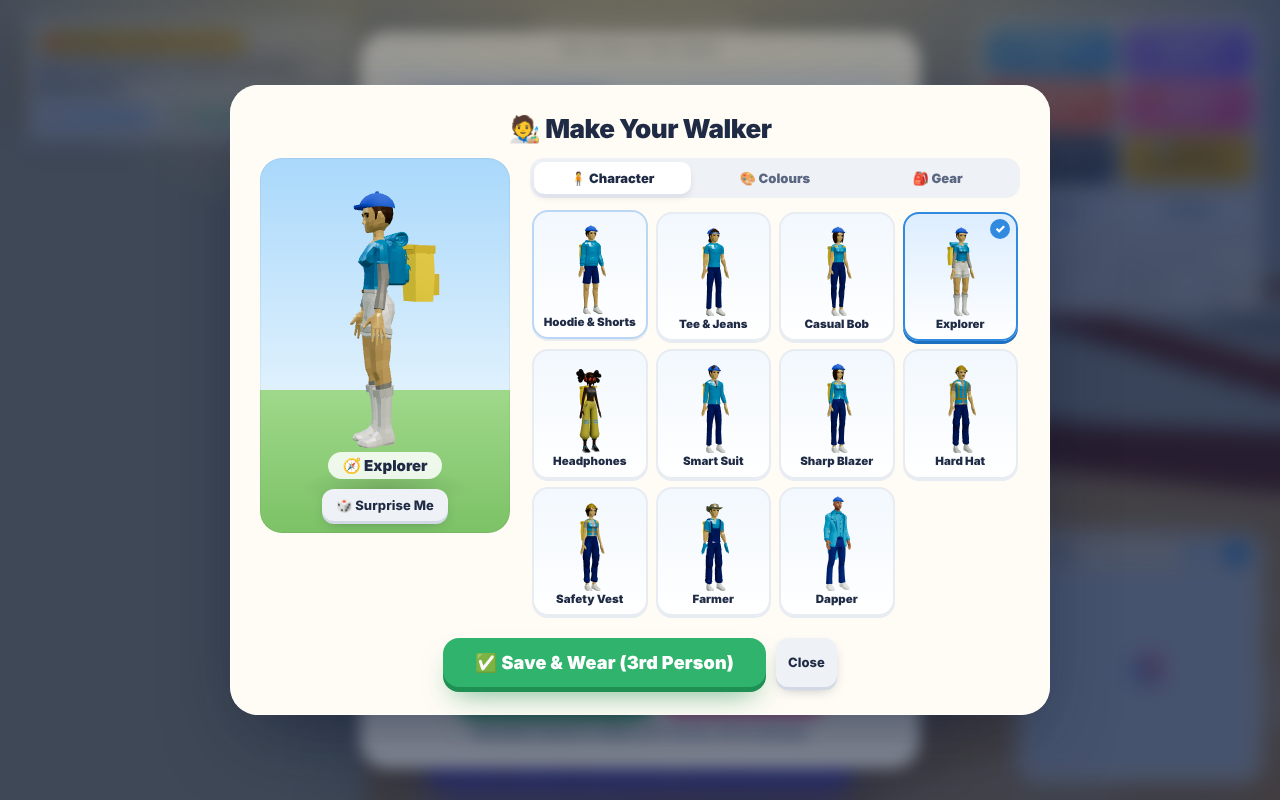 Make Your Walker
Character
Colours
Gear
Explorer
Surprise Me
Hoodie & Shorts
Tee & Jeans
Casual Bob
Explorer
Headphones
Smart Suit
Sharp Blazer
Hard Hat
Safety Vest
Farmer
Dapper
Save & Wear (3rd Person)
Close